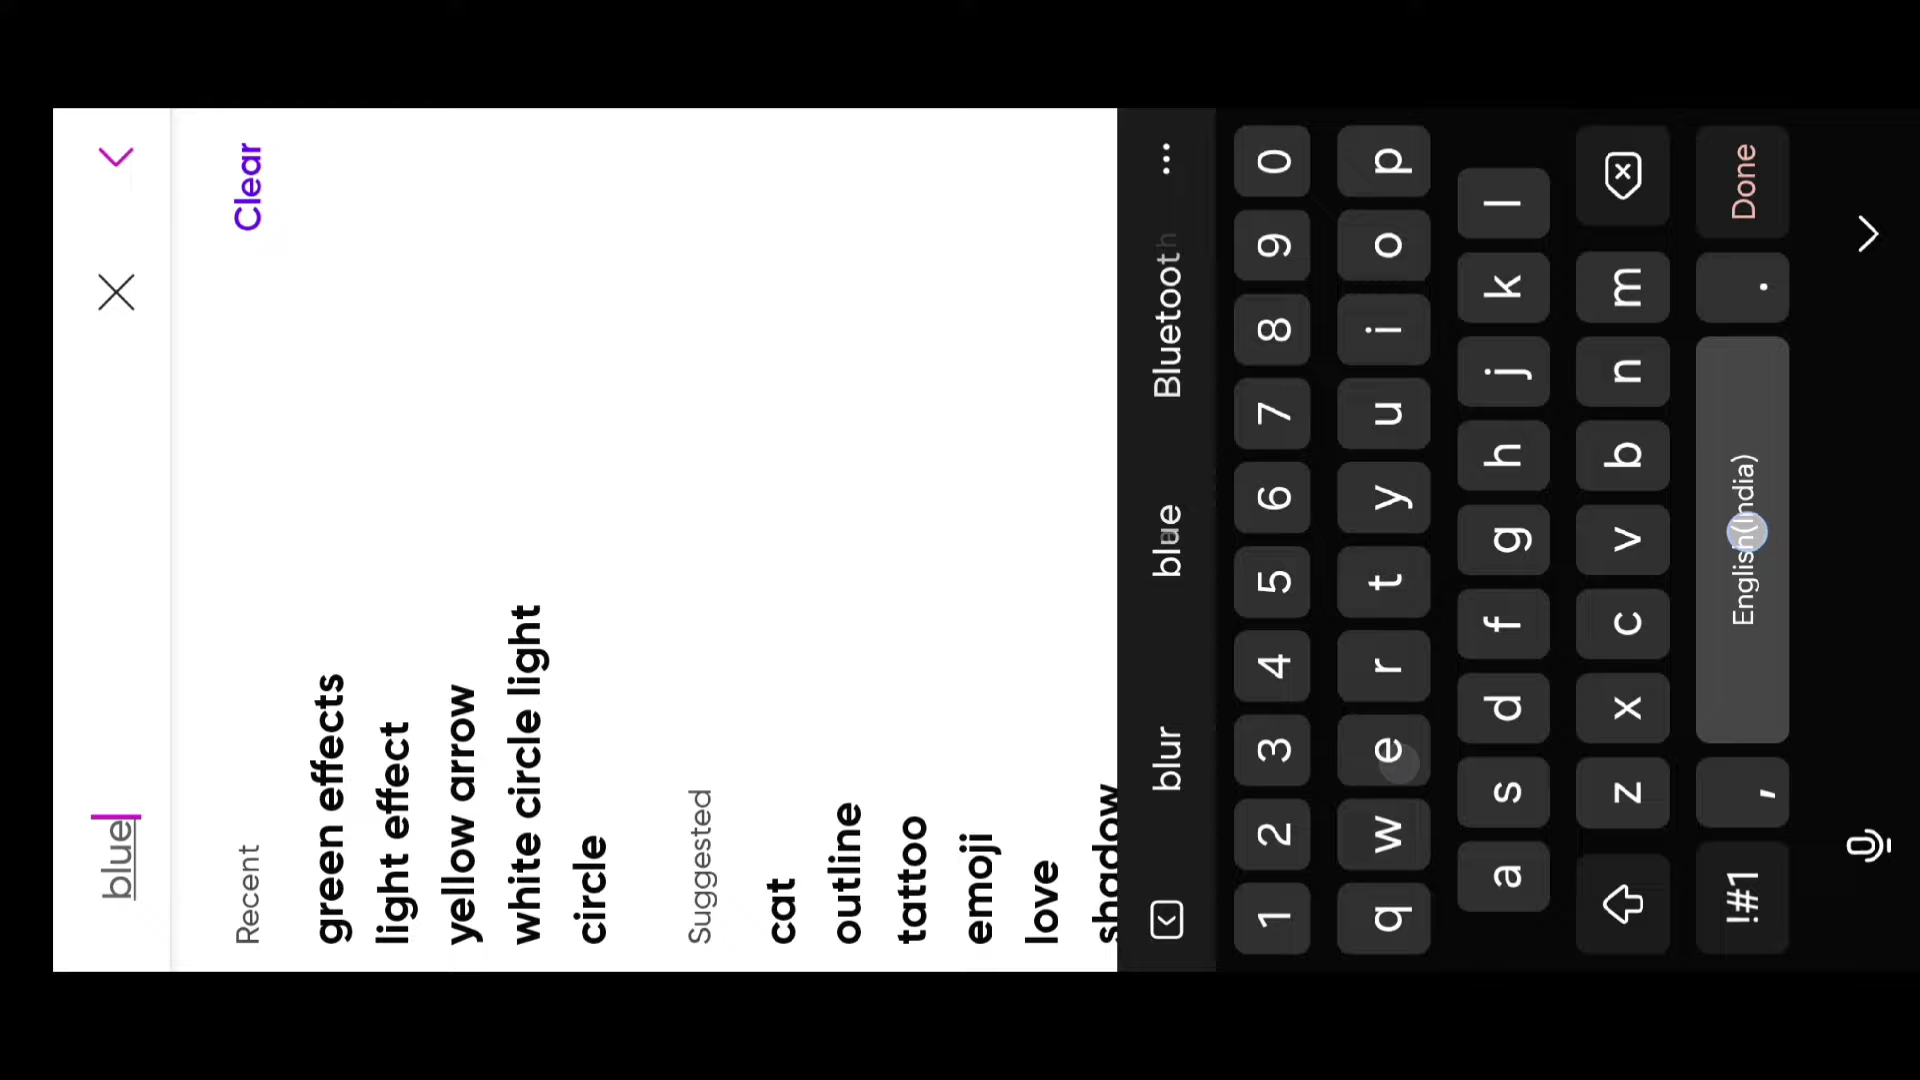 blue
Recent Clear
green effects
light effect
yellow arrow
white circle light
circle
Suggested
cat
outline
tattoo
emoji
love
shadow
blur blue Bluetooth ...
1 2 3 4 5 6 7 8 9 0
q w e r t y u i o p
a s d f g h j k l
z x c v b n m
!#1 , English(India) . Done